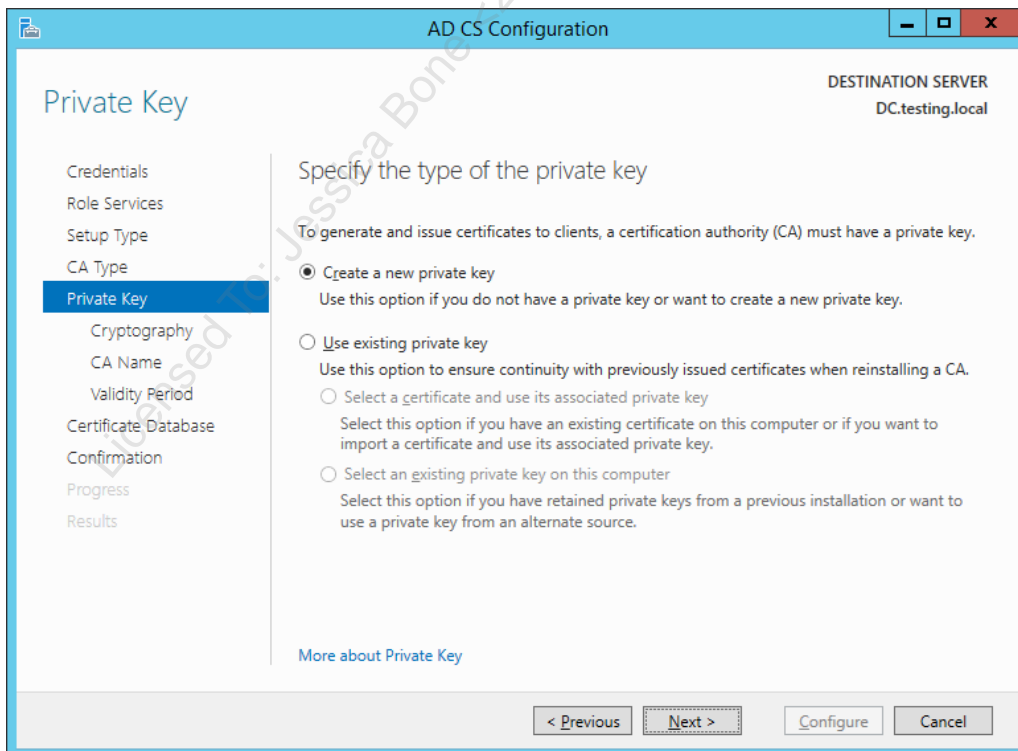 AD CS Configuration
Private Key
DESTINATION SERVER
DC.testing.local
Credentials
Role Services
Setup Type
CA Type
Private Key
Cryptography
CA Name
Validity Period
Certificate Database
Confirmation
Progress
Results
Specify the type of the private key
To generate and issue certificates to clients, a certification authority (CA) must have a private key.
Create a new private key
Use this option if you do not have a private key or want to create a new private key.
Use existing private key
Use this option to ensure continuity with previously issued certificates when reinstalling a CA.
Select a certificate and use its associated private key
Select this option if you have an existing certificate on this computer or if you want to
import a certificate and use its associated private key.
Select an existing private key on this computer
Select this option if you have retained private keys from a previous installation or want to
use a private key from an alternate source.
More about Private Key
< Previous
Next >
Configure
Cancel
Licensed To: Jessica Bone